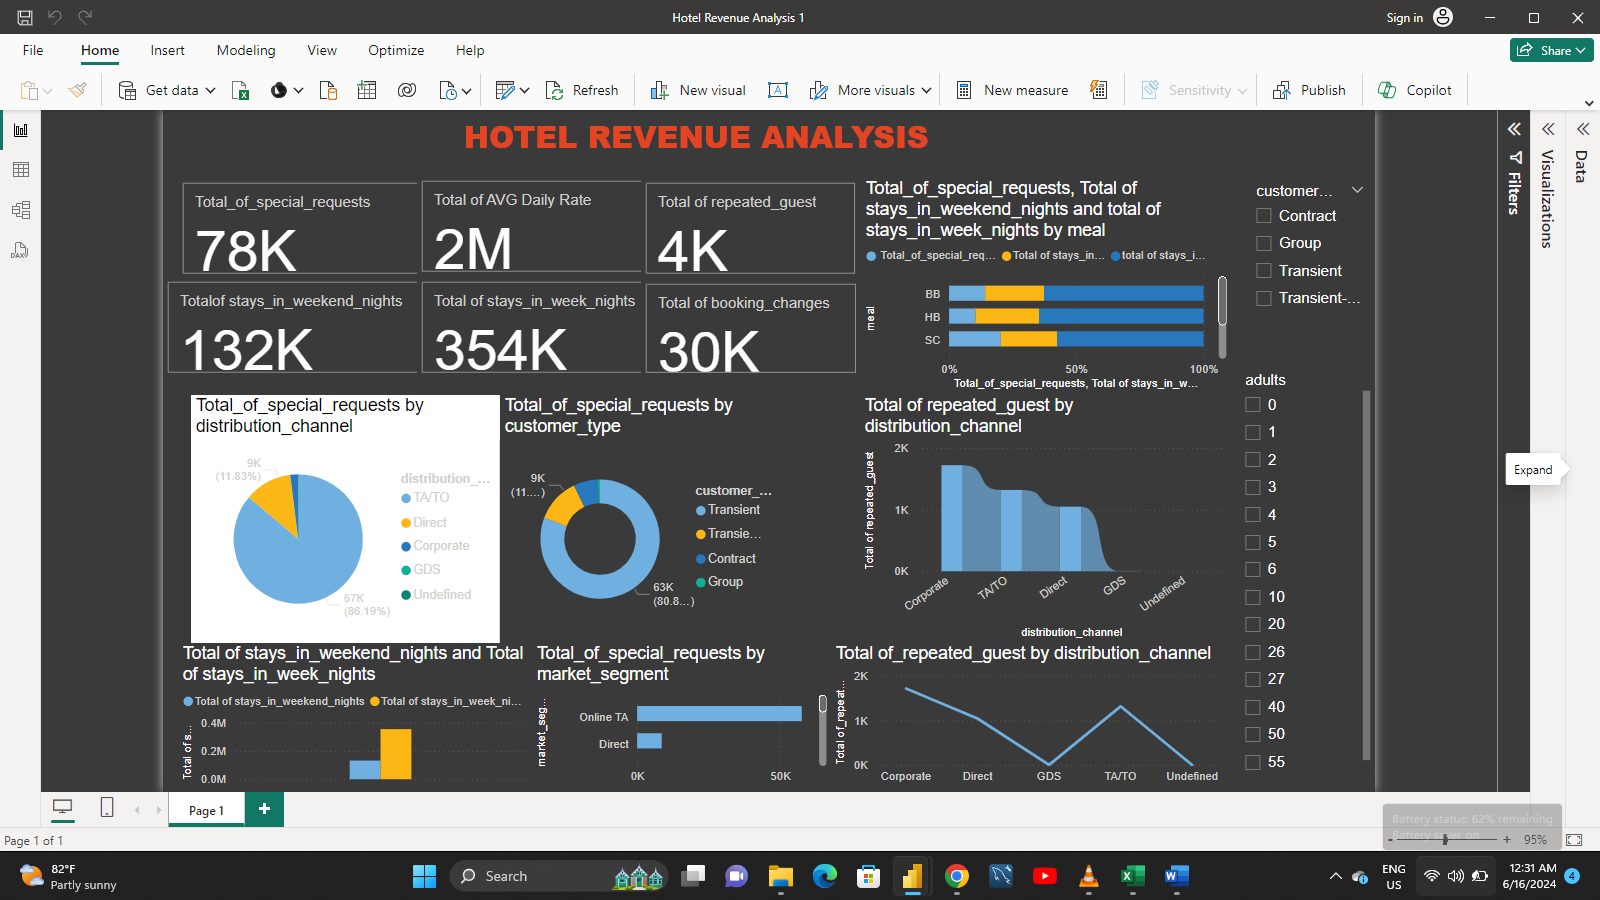 Hotel Revenue Analysis 1
Sign in
File Home Insert Modeling View Optimize Help
Share
Get data
Refresh
New visual
More visuals
New measure
Sensitivity
Publish
Copilot
HOTEL REVENUE ANALYSIS
Total_of_special_requests
78K
Total of AVG Daily Rate
2M
Total of repeated_guest
4K
Totalof stays_in_weekend_nights
132K
Total of stays_in_week_nights
354K
Total of booking_changes
30K
Total_of_special_requests, Total of
stays_in_weekend_nights and total of
stays_in_week_nights by meal
Total_of_special_req... Total of stays_in... total of stays_i...
meal
BB
HB
SC
0% 50% 100%
Total_of_special_requests, Total of stays_in_w...
customer...
Contract
Group
Transient
Transient-...
adults
0
1
2
3
4
5
6
10
20
26
27
40
50
55
Filters
Visualizations
Data
Expand
Total_of_special_requests by
distribution_channel
9K
(11.83%)
67K
(86.19%)
distribution_...
TA/TO
Direct
Corporate
GDS
Undefined
Total_of_special_requests by
customer_type
9K
(11....)
63K
(80.8...)
customer_...
Transient
Transie...
Contract
Group
Total of repeated_guest by
distribution_channel
Total of repeated_guest
2K
1K
0K
Corporate TA/TO Direct GDS Undefined
distribution_channel
Total of stays_in_weekend_nights and Total
of stays_in_week_nights
Total of stays_in_weekend_nights Total of stays_in_week_ni...
Total of s...
0.4M
0.2M
0.0M
Total_of_special_requests by
market_segment
market_seg...
Online TA
Direct
0K 50K
Total of_repeated_guest by distribution_channel
Total of_repeat...
2K
1K
0K
Corporate Direct GDS TA/TO Undefined
Page 1
Page 1 of 1
Battery status: 62% remaining
Battery saver on
95%
82°F
Partly sunny
Search
ENG
US
12:31 AM
6/16/2024
4